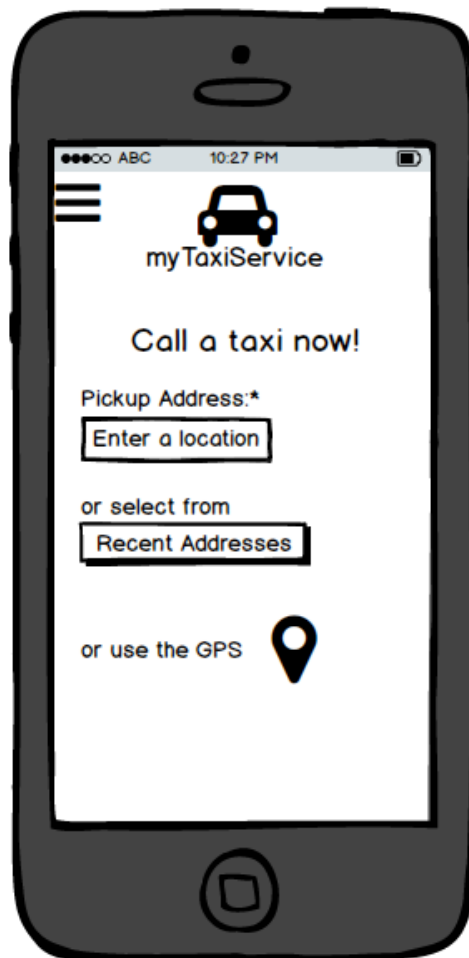 ABC 10:27 PM
myTaxiService
Call a taxi now!
Pickup Address:*
Enter a location
or select from
Recent Addresses
or use the GPS